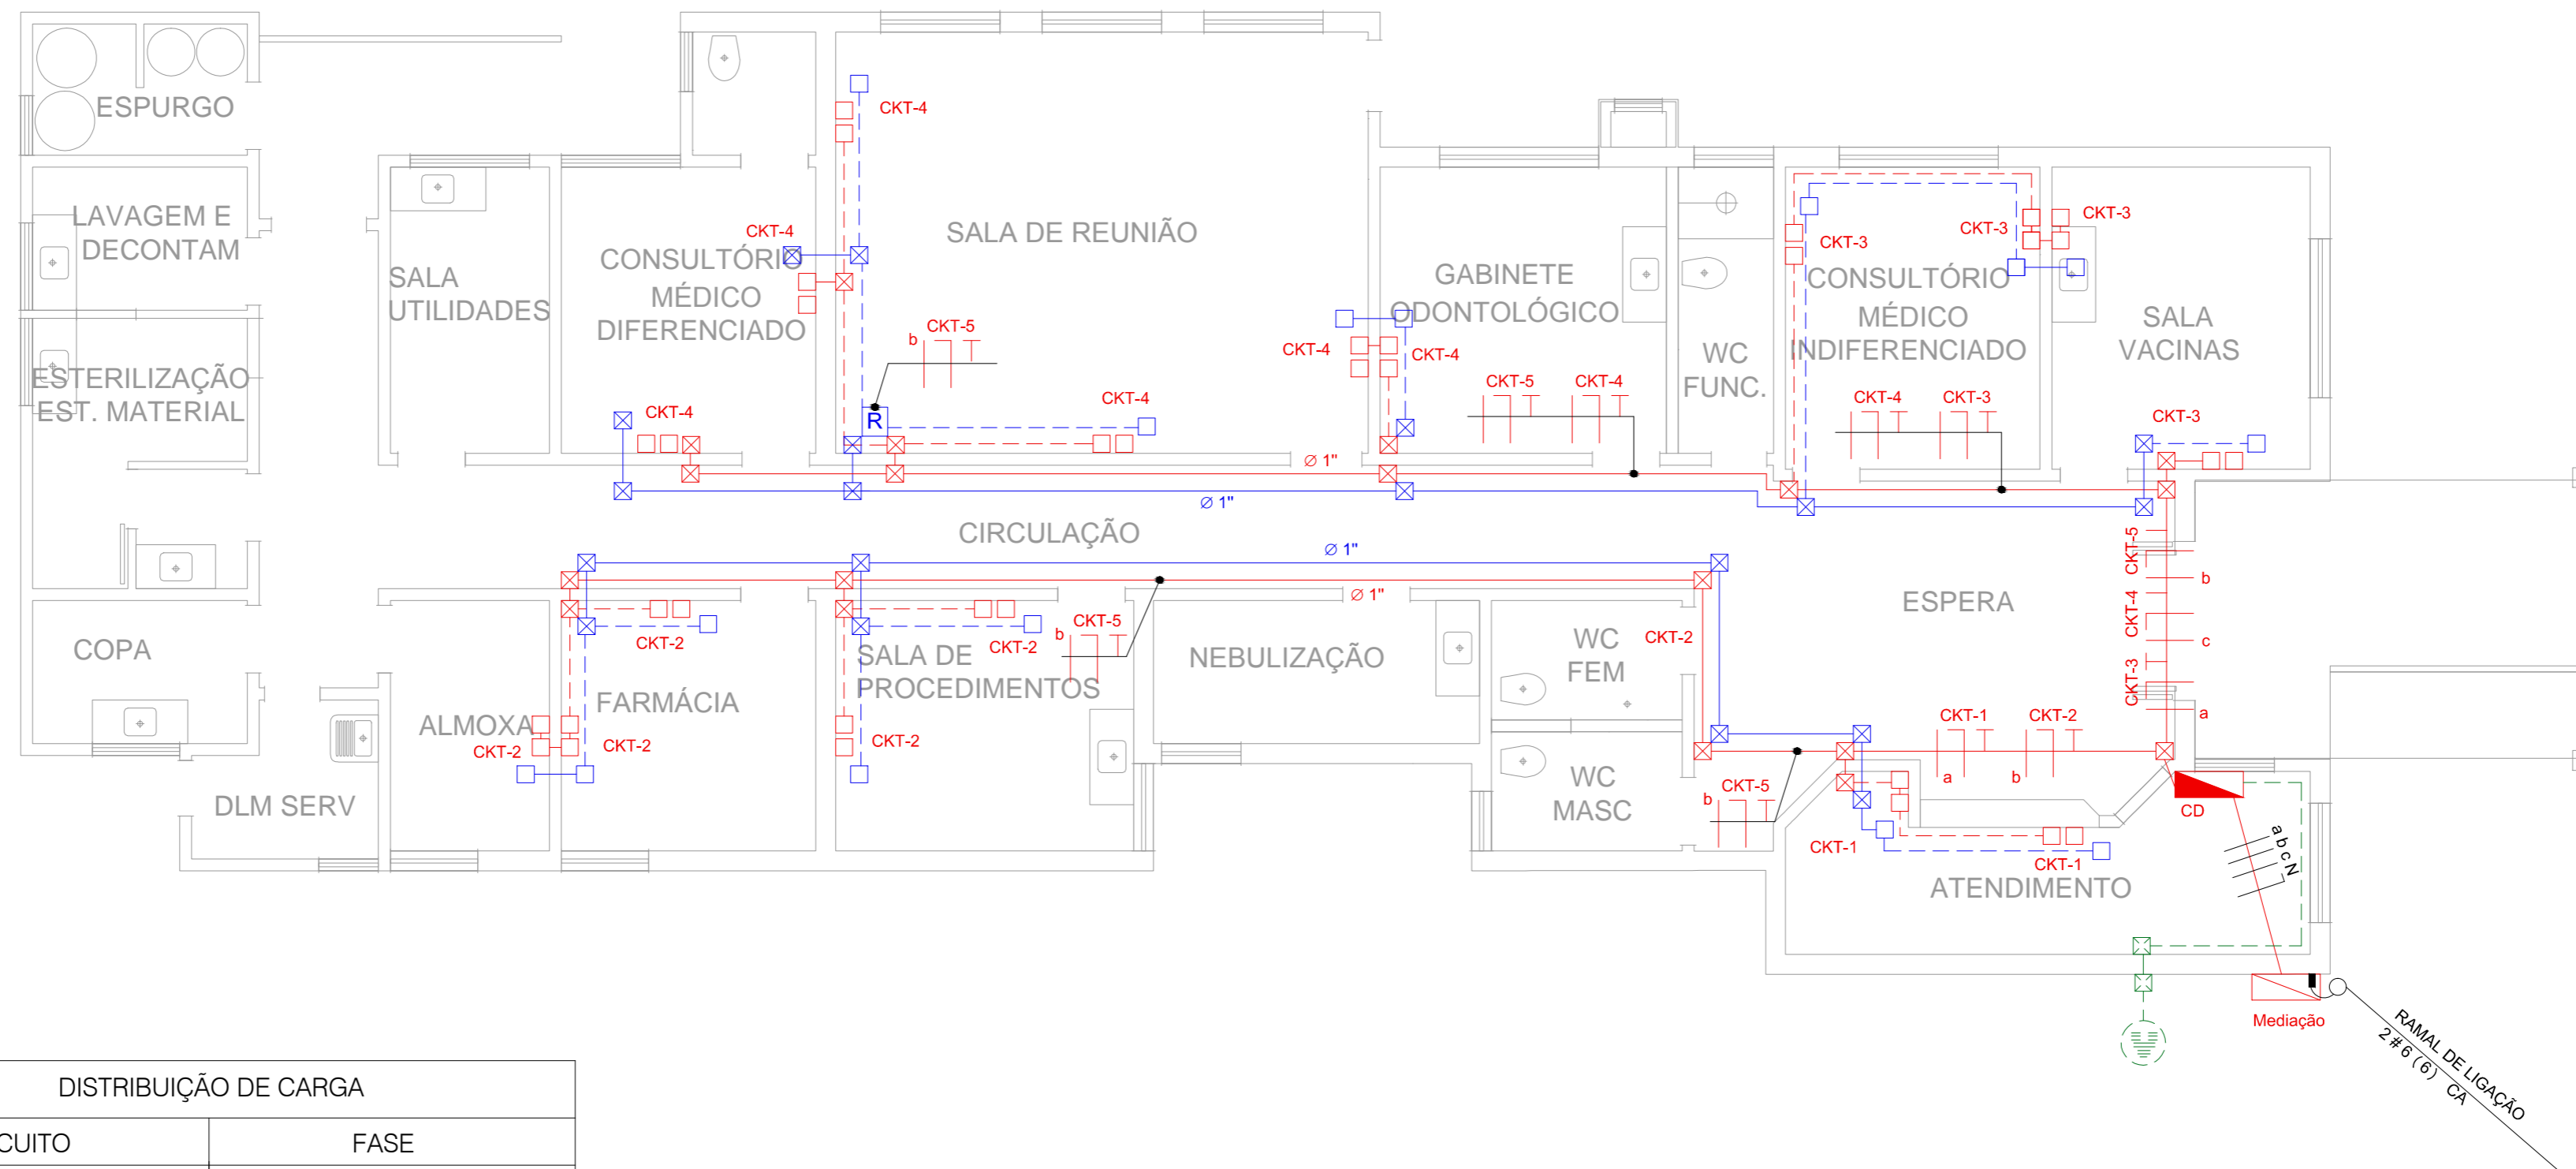 ESPURGO
CKT-4
LAVAGEM E
DECONTAM
SALA
UTILIDADES
CONSULTÓRIO
MÉDICO
DIFERENCIADO
CKT-4
SALA DE REUNIÃO
GABINETE
ODONTOLÓGICO
WC
FUNC.
CKT-3
CONSULTÓRIO
MÉDICO
INDIFERENCIADO
CKT-3
CKT-3
SALA
VACINAS
ESTERILIZAÇÃO
EST. MATERIAL
b
CKT-5
R
CKT-4
CKT-4
CKT-4
CKT-4
CKT-5
CKT-4
CKT-4
CKT-3
CKT-3
Ø 1"
Ø 1"
CIRCULAÇÃO
Ø 1"
Ø 1"
ESPERA
CKT-5
b
CKT-4
c
CKT-3
a
COPA
ALMOXA
FARMÁCIA
CKT-2
CKT-2
CKT-2
SALA DE
PROCEDIMENTOS
CKT-2
CKT-2
b
CKT-5
NEBULIZAÇÃO
WC
FEM
CKT-2
WC
MASC
CKT-1
a
CKT-2
b
b
CKT-5
DLM SERV
CKT-1
CKT-1
ATENDIMENTO
CD
a b c N
Mediação
RAMAL DE LIGAÇÃO
2 # 6 ( 6 ) CA
DISTRIBUIÇÃO DE CARGA
CUITO
FASE